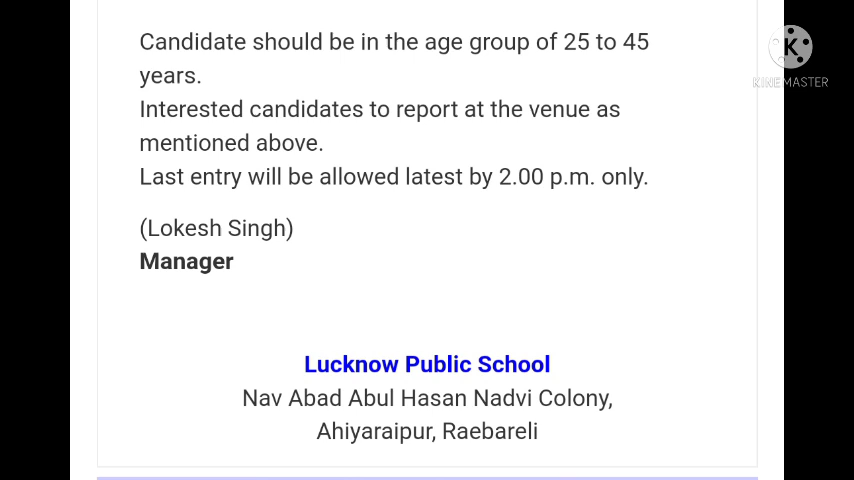 Candidate should be in the age group of 25 to 45
years.
Interested candidates to report at the venue as
mentioned above.
Last entry will be allowed latest by 2.00 p.m. only.
(Lokesh Singh)
Manager
Lucknow Public School
Nav Abad Abul Hasan Nadvi Colony,
Ahiyaraipur, Raebareli
K
KINEMASTER